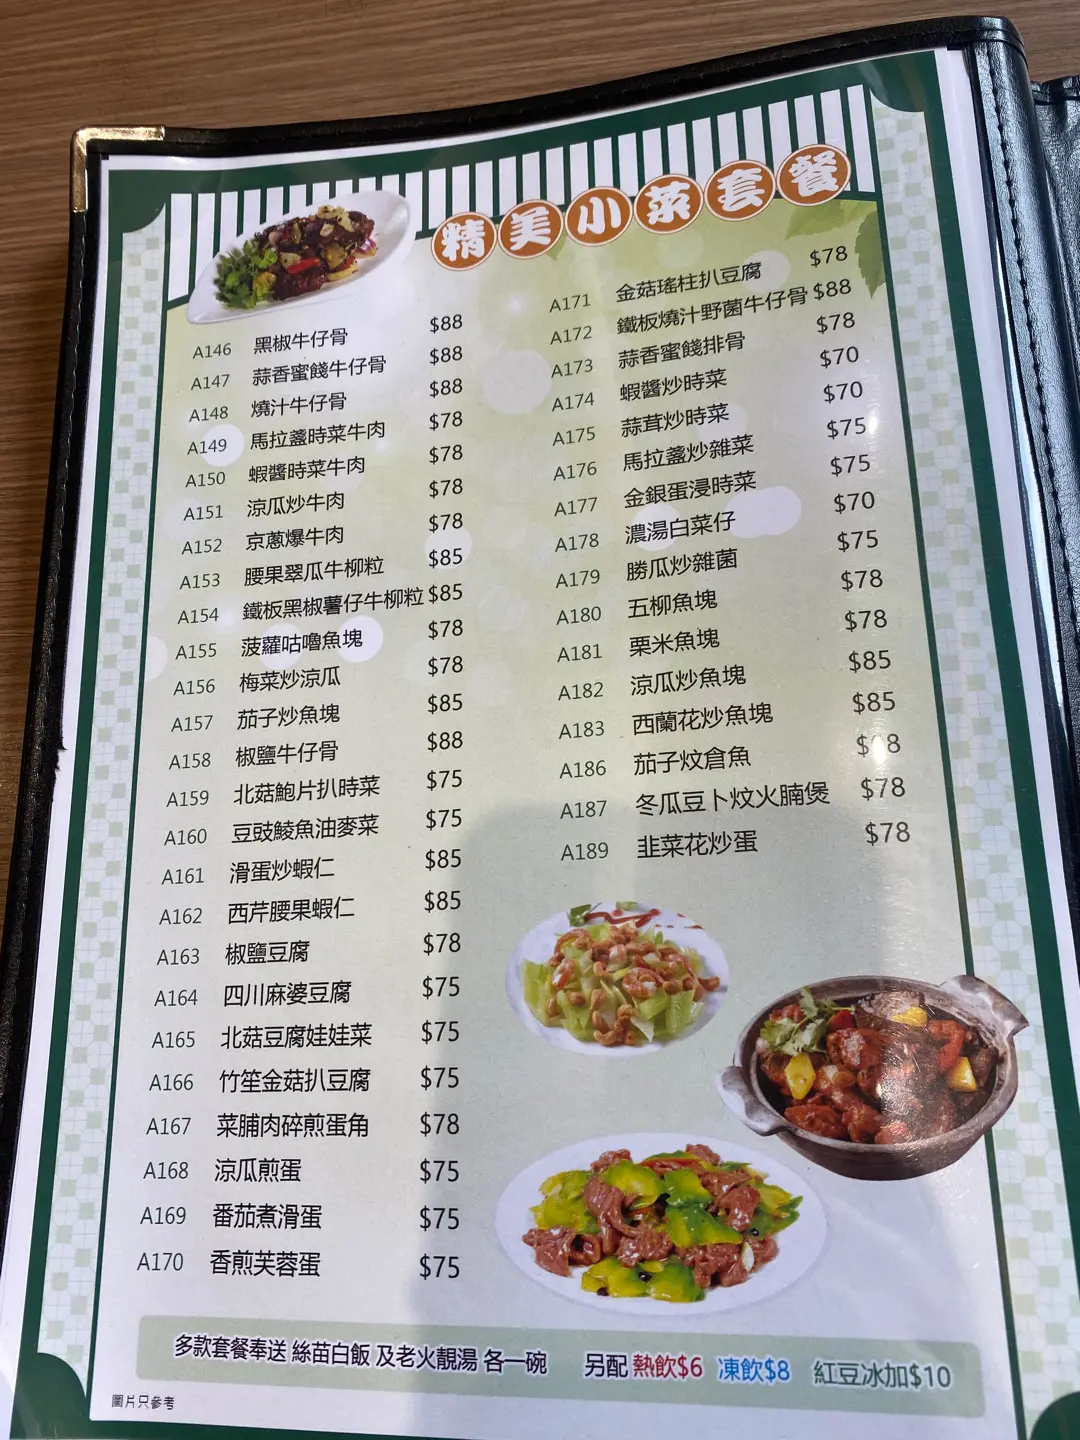 精美小菜套餐
A146 黑椒牛仔骨 $88
A147 蒜香蜜餞牛仔骨 $88
A148 燒汁牛仔骨 $88
A149 馬拉盞時菜牛肉 $78
A150 蝦醬時菜牛肉 $78
A151 涼瓜炒牛肉 $78
A152 京蔥爆牛肉 $78
A153 腰果翠瓜牛柳粒 $85
A154 鐵板黑椒薯仔牛柳粒 $85
A155 菠蘿咕嚕魚塊 $78
A156 梅菜炒涼瓜 $78
A157 茄子炒魚塊 $85
A158 椒鹽牛仔骨 $88
A159 北菇鮑片扒時菜 $75
A160 豆豉鯪魚油麥菜 $75
A161 滑蛋炒蝦仁 $85
A162 西芹腰果蝦仁 $85
A163 椒鹽豆腐 $78
A164 四川麻婆豆腐 $75
A165 北菇豆腐娃娃菜 $75
A166 竹笙金菇扒豆腐 $75
A167 菜脯肉碎煎蛋角 $78
A168 涼瓜煎蛋 $75
A169 番茄煮滑蛋 $75
A170 香煎芙蓉蛋 $75
A171 金菇瑤柱扒豆腐 $78
A172 鐵板燒汁野菌牛仔骨 $88
A173 蒜香蜜餞排骨 $78
A174 蝦醬炒時菜 $70
A175 蒜茸炒時菜 $70
A176 馬拉盞炒雜菜 $75
A177 金銀蛋浸時菜 $75
A178 濃湯白菜仔 $70
A179 勝瓜炒雜菌 $75
A180 五柳魚塊 $78
A181 栗米魚塊 $78
A182 涼瓜炒魚塊 $85
A183 西蘭花炒魚塊 $85
A186 茄子炆倉魚
A187 冬瓜豆卜炆火腩煲 $78
A189 韭菜花炒蛋 $78
多款套餐奉送 絲苗白飯 及老火靚湯 各一碗 另配 熱飲$6 凍飲$8 紅豆冰加$10
圖片只參考